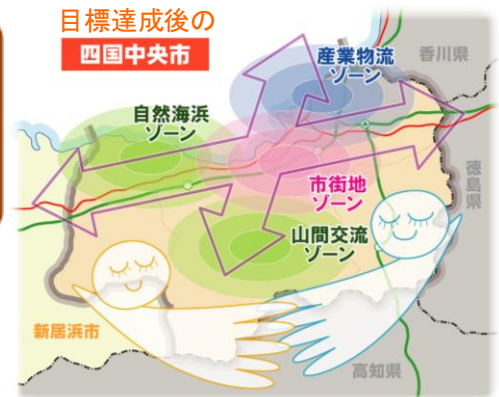 目標達成後の
四国中央市
産業物流
ゾーン
香川県
自然海浜
ゾーン
徳島県
市街地
ゾーン
山間交流
ゾーン
新居浜市
高知県